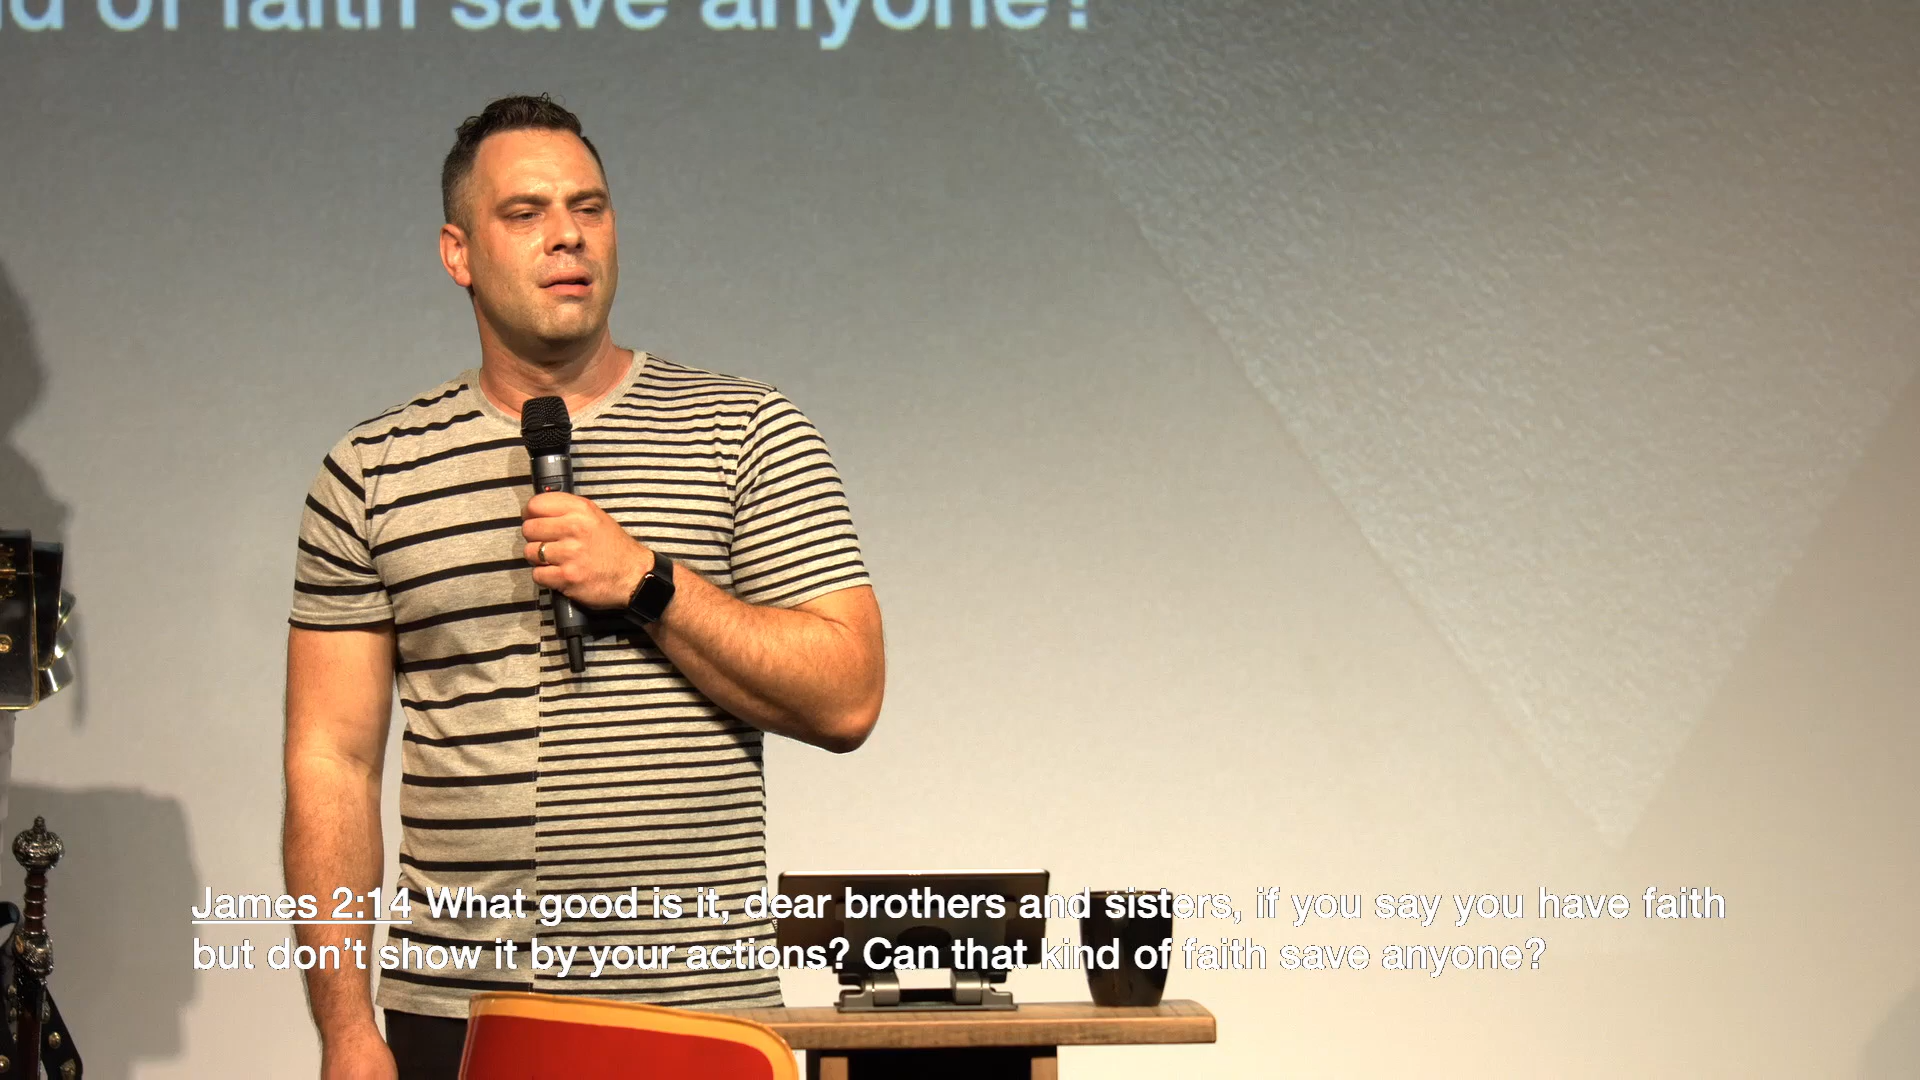 of faith save anyone?
James 2:14 What good is it, dear brothers and sisters, if you say you have faith
but don’t show it by your actions? Can that kind of faith save anyone?